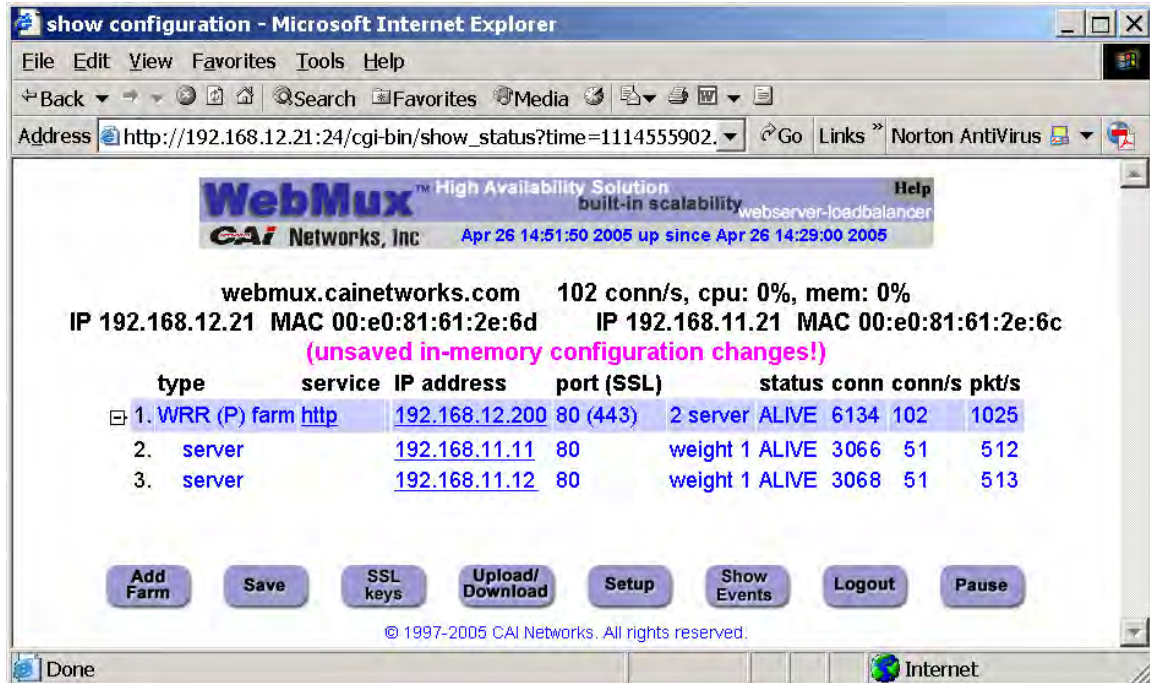 show configuration - Microsoft Internet Explorer
File Edit View Favorites Tools Help
Back Search Favorites Media
Address http://192.168.12.21:24/cgi-bin/show_status?time=1114555902. Go Links » Norton AntiVirus
WebMux™ High Availability Solution Help
built-in scalability webserver-loadbalancer
CAI Networks, Inc Apr 26 14:51:50 2005 up since Apr 26 14:29:00 2005
webmux.cainetworks.com 102 conn/s, cpu: 0%, mem: 0%
IP 192.168.12.21 MAC 00:e0:81:61:2e:6d IP 192.168.11.21 MAC 00:e0:81:61:2e:6c
(unsaved in-memory configuration changes!)
type service IP address port (SSL) status conn conn/s pkt/s
1. WRR (P) farm http 192.168.12.200 80 (443) 2 server ALIVE 6134 102 1025
2. server 192.168.11.11 80 weight 1 ALIVE 3066 51 512
3. server 192.168.11.12 80 weight 1 ALIVE 3068 51 513
Add Farm Save SSL keys Upload/Download Setup Show Events Logout Pause
© 1997-2005 CAI Networks. All rights reserved.
Done Internet